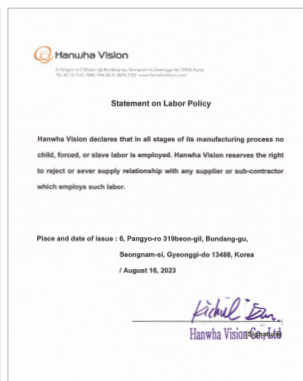 Hanwha Vision
Statement on Labor Policy
Hanwha Vision declares that in all stages of its manufacturing process no
child, forced, or slave labor is employed. Hanwha Vision reserves the right
to reject or sever supply relationship with any supplier or sub-contractor
which employs such labor.
Place and date of issue : 6, Pangyo-ro 319beon-gil, Bundang-gu,
Seongnam-si, Gyeonggi-do 13488, Korea
/ August 16, 2023
Hanwha Vision Co., Ltd